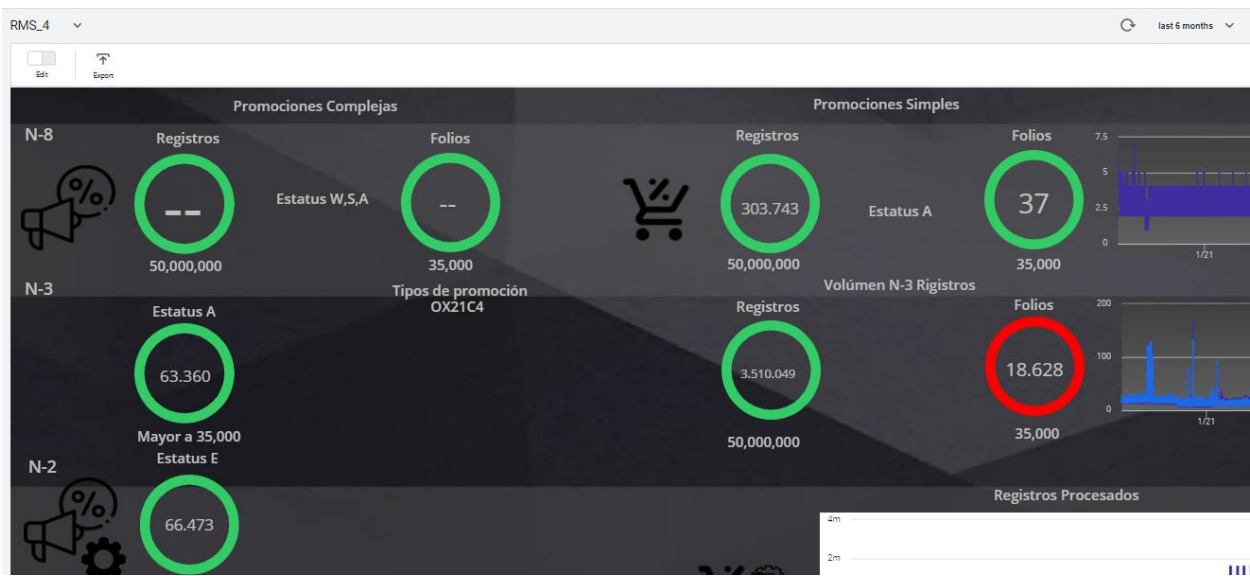 RMS_4
last 6 months
Edit
Export
Promociones Complejas
Promociones Simples
N-8
Registros
Folios
Registros
Folios
7.5
5
2.5
0
1/21
--
Estatus W,S,A
--
303.743
Estatus A
37
50,000,000
35,000
50,000,000
35,000
N-3
Tipos de promoción
OX21C4
Volúmen N-3 Rigistros
Estatus A
Registros
Folios
200
100
0
1/21
63.360
3.510.049
18.628
Mayor a 35,000
50,000,000
35,000
N-2
Estatus E
66.473
Registros Procesados
4m
2m